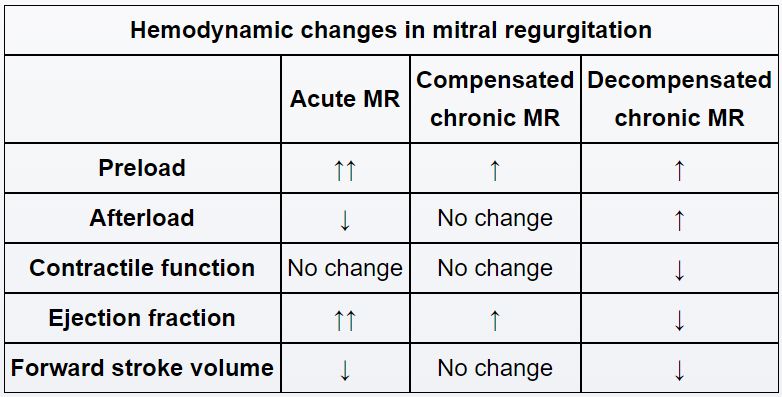 Hemodynamic changes in mitral regurgitation
Acute MR Compensated chronic MR Decompensated chronic MR
Preload ↑↑ ↑ ↑
Afterload ↓ No change ↑
Contractile function No change No change ↓
Ejection fraction ↑↑ ↑ ↓
Forward stroke volume ↓ No change ↓